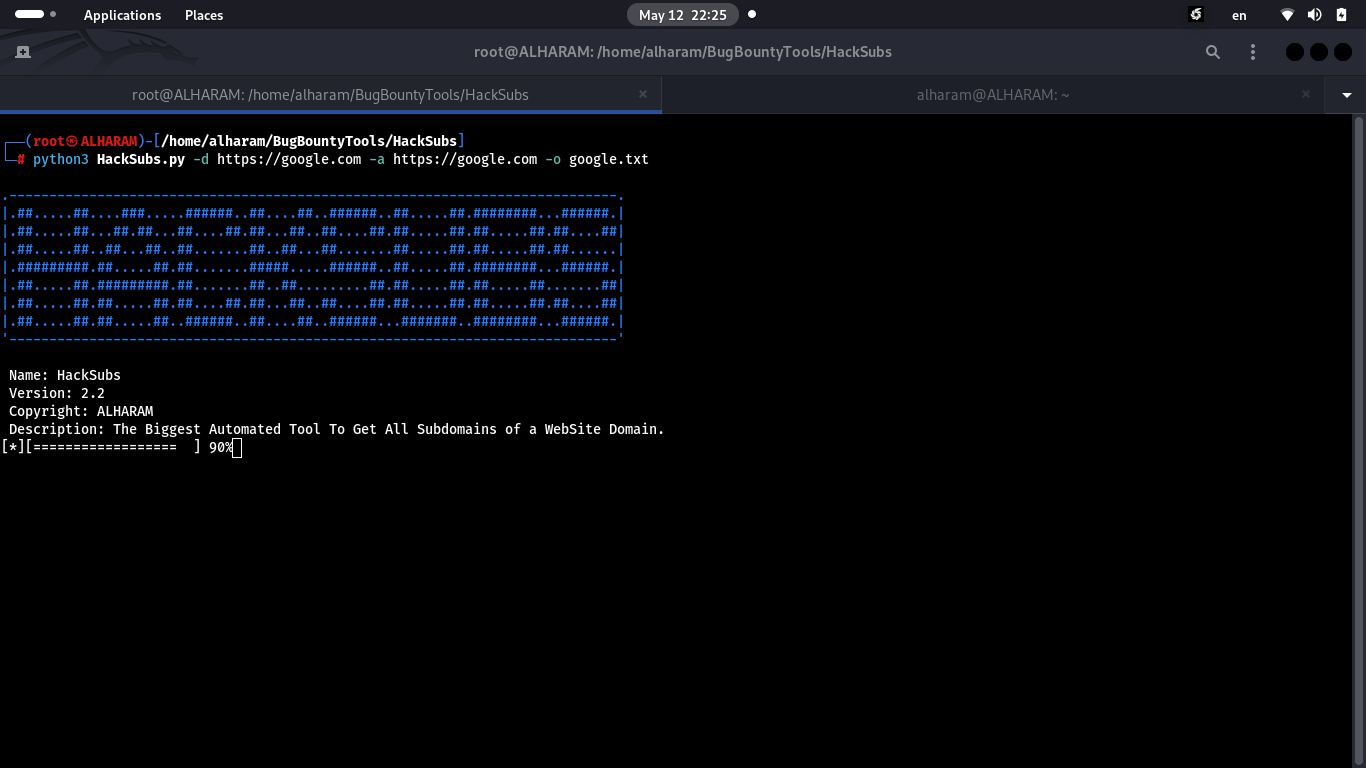 Applications Places May 12 22:25 en
root@ALHARAM: /home/alharam/BugBountyTools/HackSubs
root@ALHARAM: /home/alharam/BugBountyTools/HackSubs × alharam@ALHARAM: ~ ×
┌──(root㉿ALHARAM)-[/home/alharam/BugBountyTools/HackSubs]
└─# python3 HackSubs.py -d https://google.com -a https://google.com -o google.txt
.----------------------------------------------------------------------------.
|.##.....##....###.....######..##....##..######..##.....##.########...######.|
|.##.....##...##.##...##....##.##...##..##....##.##.....##.##.....##.##....##|
|.##.....##..##...##..##.......##..##...##.......##.....##.##.....##.##......|
|.#########.##.....##.##.......#####.....######..##.....##.########...######.|
|.##.....##.#########.##.......##..##.........##.##.....##.##.....##.......##|
|.##.....##.##.....##.##....##.##...##..##....##.##.....##.##.....##.##....##|
|.##.....##.##.....##..######..##....##..######...#######..########...######.|
'----------------------------------------------------------------------------'
Name: HackSubs
Version: 2.2
Copyright: ALHARAM
Description: The Biggest Automated Tool To Get All Subdomains of a WebSite Domain.
[*][================== ] 90%